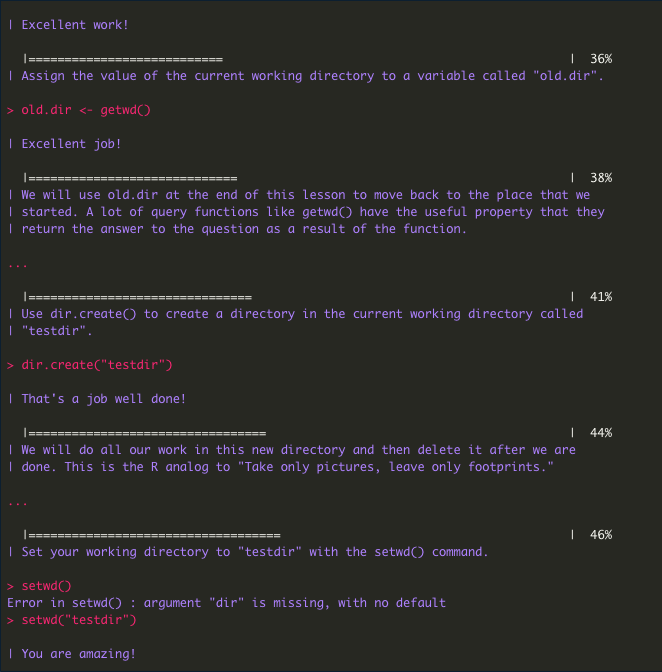 | Excellent work!
|=========================== | 36%
| Assign the value of the current working directory to a variable called "old.dir".
> old.dir <- getwd()
| Excellent job!
|============================= | 38%
| We will use old.dir at the end of this lesson to move back to the place that we
| started. A lot of query functions like getwd() have the useful property that they
| return the answer to the question as a result of the function.
...
|=============================== | 41%
| Use dir.create() to create a directory in the current working directory called
| "testdir".
> dir.create("testdir")
| That's a job well done!
|================================= | 44%
| We will do all our work in this new directory and then delete it after we are
| done. This is the R analog to "Take only pictures, leave only footprints."
...
|=================================== | 46%
| Set your working directory to "testdir" with the setwd() command.
> setwd()
Error in setwd() : argument "dir" is missing, with no default
> setwd("testdir")
| You are amazing!